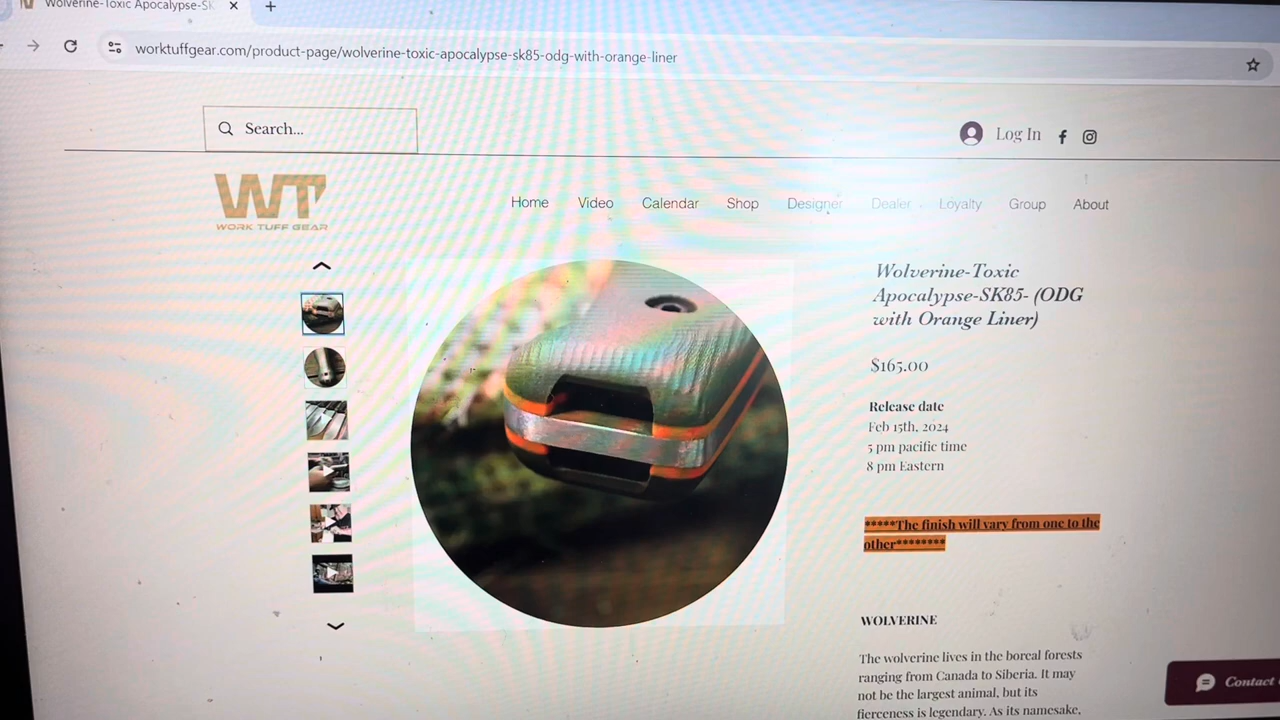 Wolverine-Toxic Apocalypse-SK
worktuffgear.com/product-page/wolverine-toxic-apocalypse-sk85-odg-with-orange-liner
Search...
Log In
WT
WORK TUFF GEAR
Home Video Calendar Shop Designer Dealer Loyalty Group About
Wolverine-Toxic
Apocalypse-SK85- (ODG
with Orange Liner)
$165.00
Release date
Feb 15th, 2024
5 pm pacific time
8 pm Eastern
*****The finish will vary from one to the
other********
WOLVERINE
The wolverine lives in the boreal forests
ranging from Canada to Siberia. It may
not be the largest animal, but its
fierceness is legendary. As its namesake,
Contact